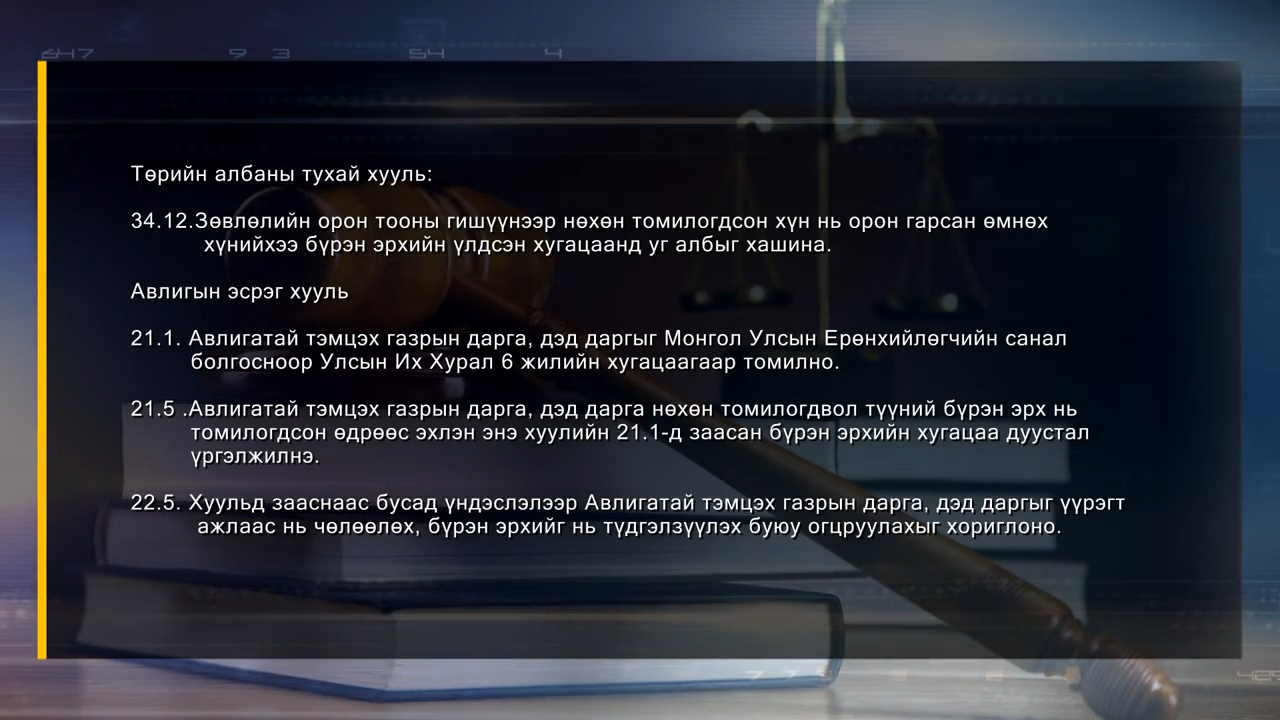 647 9 3 54 4
Төрийн албаны тухай хууль:
34.12.Зөвлөлийн орон тооны гишүүнээр нөхөн томилогдсон хүн нь орон гарсан өмнөх
хүнийхээ бүрэн эрхийн үлдсэн хугацаанд уг албыг хашина.
Авлигын эсрэг хууль
21.1. Авлигатай тэмцэх газрын дарга, дэд даргыг Монгол Улсын Ерөнхийлөгчийн санал
болгосноор Улсын Их Хурал 6 жилийн хугацаагаар томилно.
21.5 .Авлигатай тэмцэх газрын дарга, дэд дарга нөхөн томилогдвол түүний бүрэн эрх нь
томилогдсон өдрөөс эхлэн энэ хуулийн 21.1-д заасан бүрэн эрхийн хугацаа дуустал
үргэлжилнэ.
22.5. Хуульд зааснаас бусад үндэслэлээр Авлигатай тэмцэх газрын дарга, дэд даргыг үүрэгт
ажлаас нь чөлөөлөх, бүрэн эрхийг нь түдгэлзүүлэх буюу огцруулахыг хориглоно.